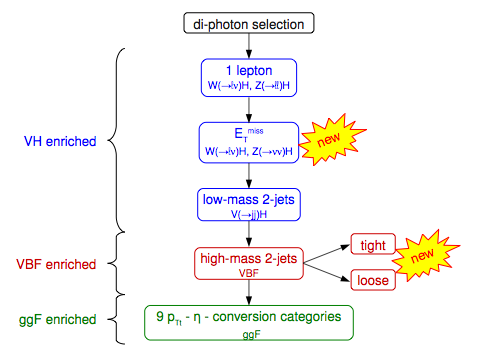 di-photon selection
1 lepton
W(→lν)H, Z(→ll)H
VH enriched
E_T^miss
W(→lν)H, Z(→νν)H
new
low-mass 2-jets
V(→jj)H
VBF enriched
high-mass 2-jets
VBF
tight
loose
new
ggF enriched
9 p_Tt - η - conversion categories
ggF